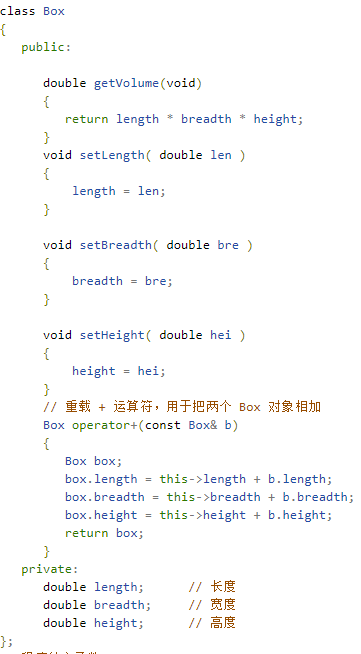 class Box
{
   public:

      double getVolume(void)
      {
         return length * breadth * height;
      }
      void setLength( double len )
      {
          length = len;
      }

      void setBreadth( double bre )
      {
          breadth = bre;
      }

      void setHeight( double hei )
      {
          height = hei;
      }
      // 重载 + 运算符，用于把两个 Box 对象相加
      Box operator+(const Box& b)
      {
         Box box;
         box.length = this->length + b.length;
         box.breadth = this->breadth + b.breadth;
         box.height = this->height + b.height;
         return box;
      }
   private:
      double length;      // 长度
      double breadth;     // 宽度
      double height;      // 高度
};